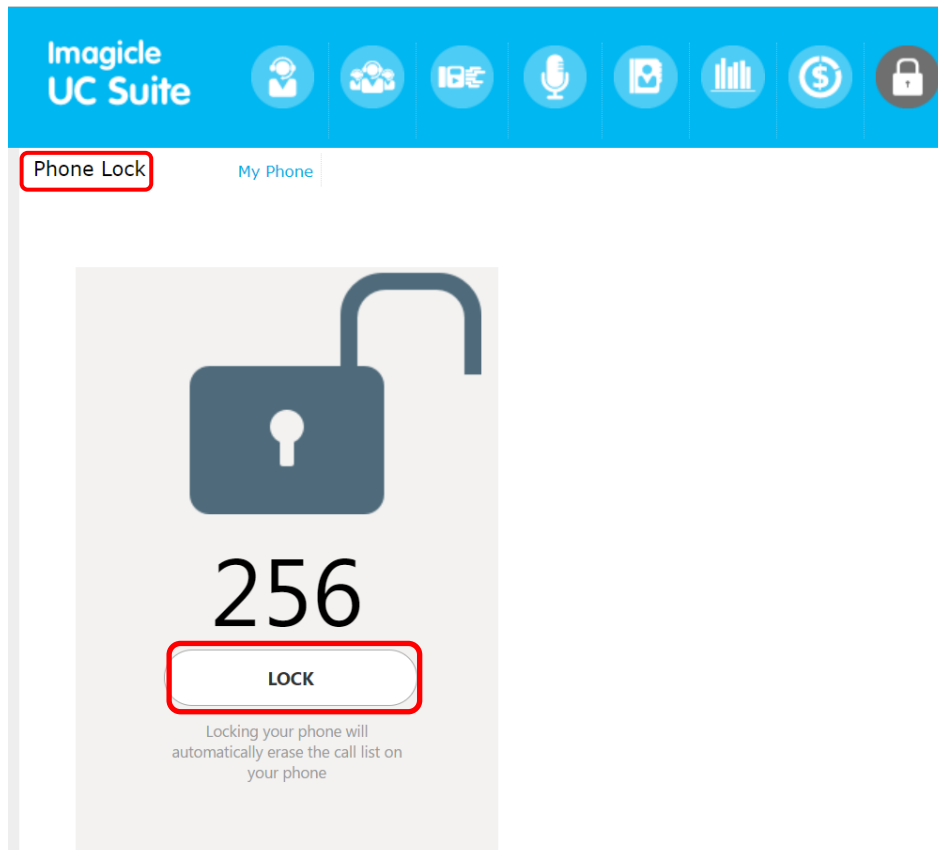 Imagicle
UC Suite
Phone Lock
My Phone
256
LOCK
Locking your phone will
automatically erase the call list on
your phone